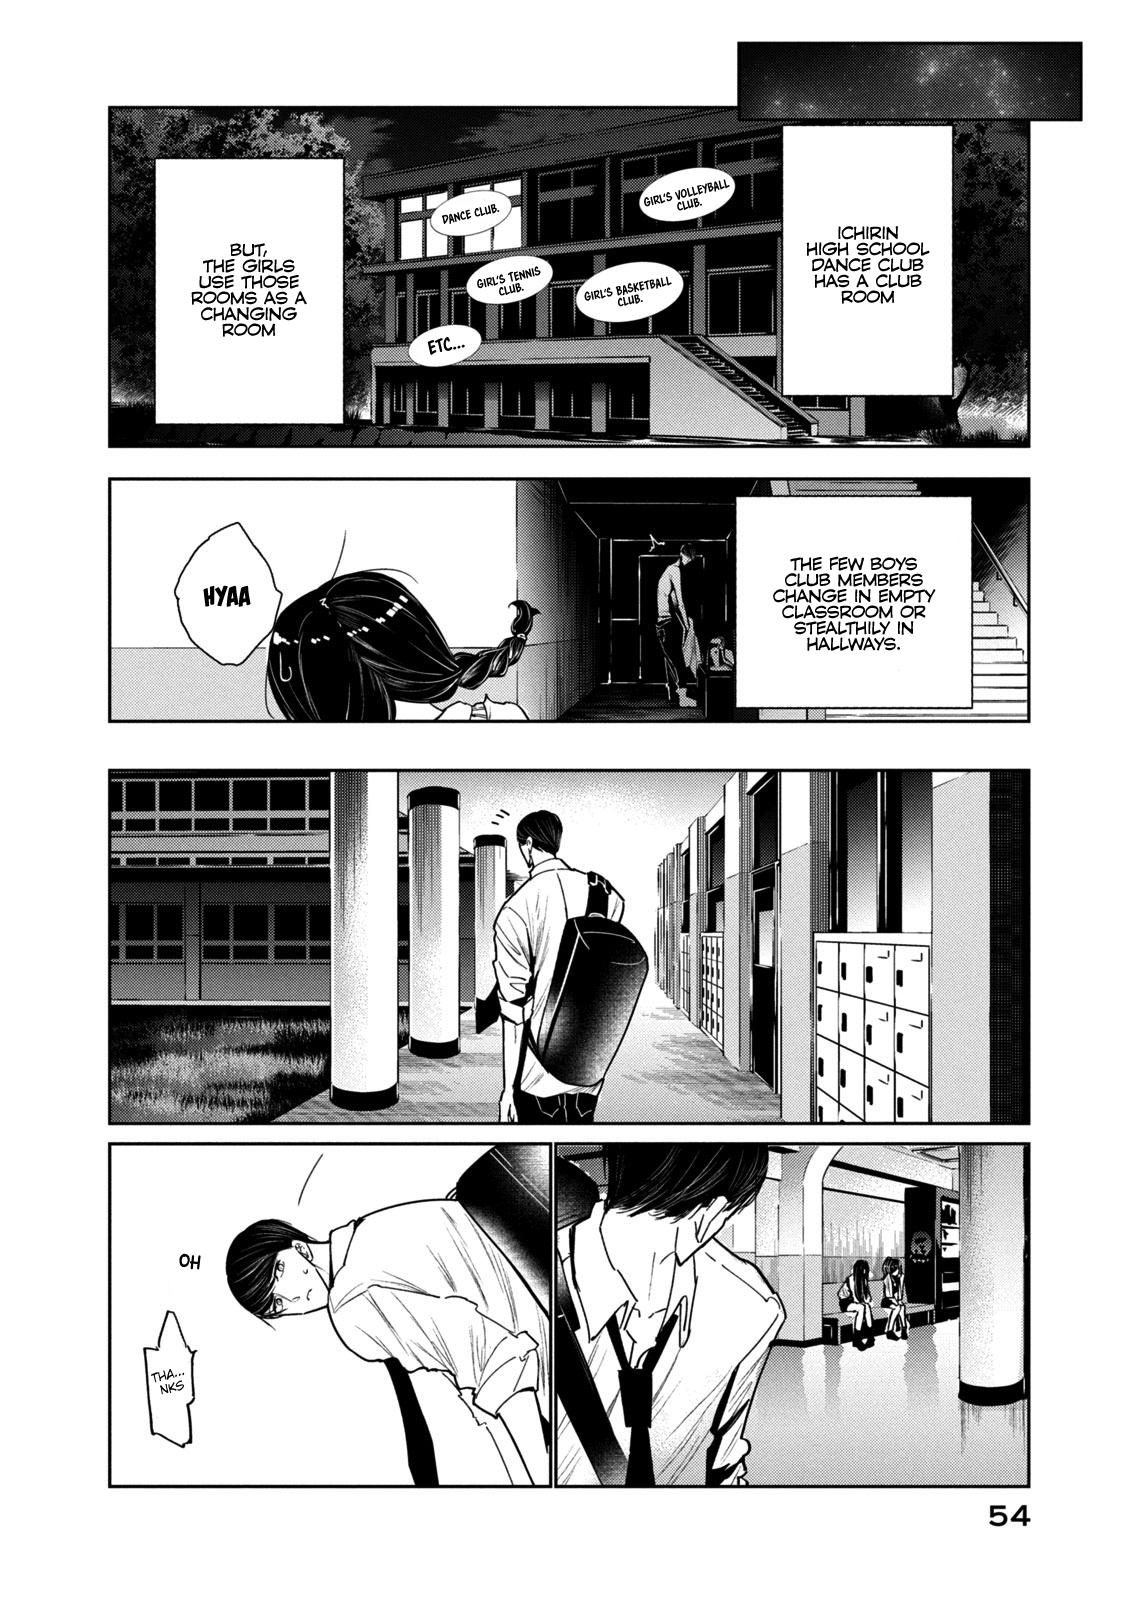 ICHIRIN
HIGH SCHOOL
DANCE CLUB
HAS A CLUB
ROOM
GIRL'S VOLLEYBALL
CLUB.
DANCE CLUB.
GIRL'S BASKETBALL
CLUB.
GIRL'S TENNIS
CLUB.
ETC...
BUT,
THE GIRLS
USE THOSE
ROOMS AS A
CHANGING
ROOM
THE FEW BOYS
CLUB MEMBERS
CHANGE IN EMPTY
CLASSROOM OR
STEALTHILY IN
HALLWAYS.
HYAA
OH
THA...
NKS
54